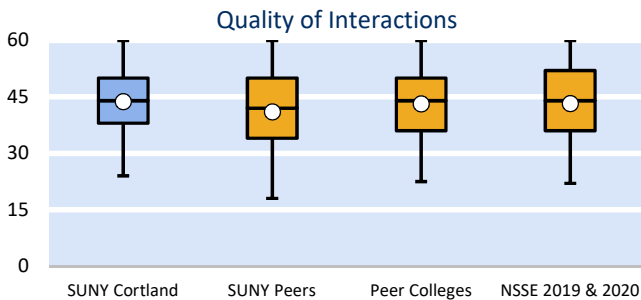 Quality of Interactions
60
45
30
15
0
SUNY Cortland SUNY Peers Peer Colleges NSSE 2019 & 2020